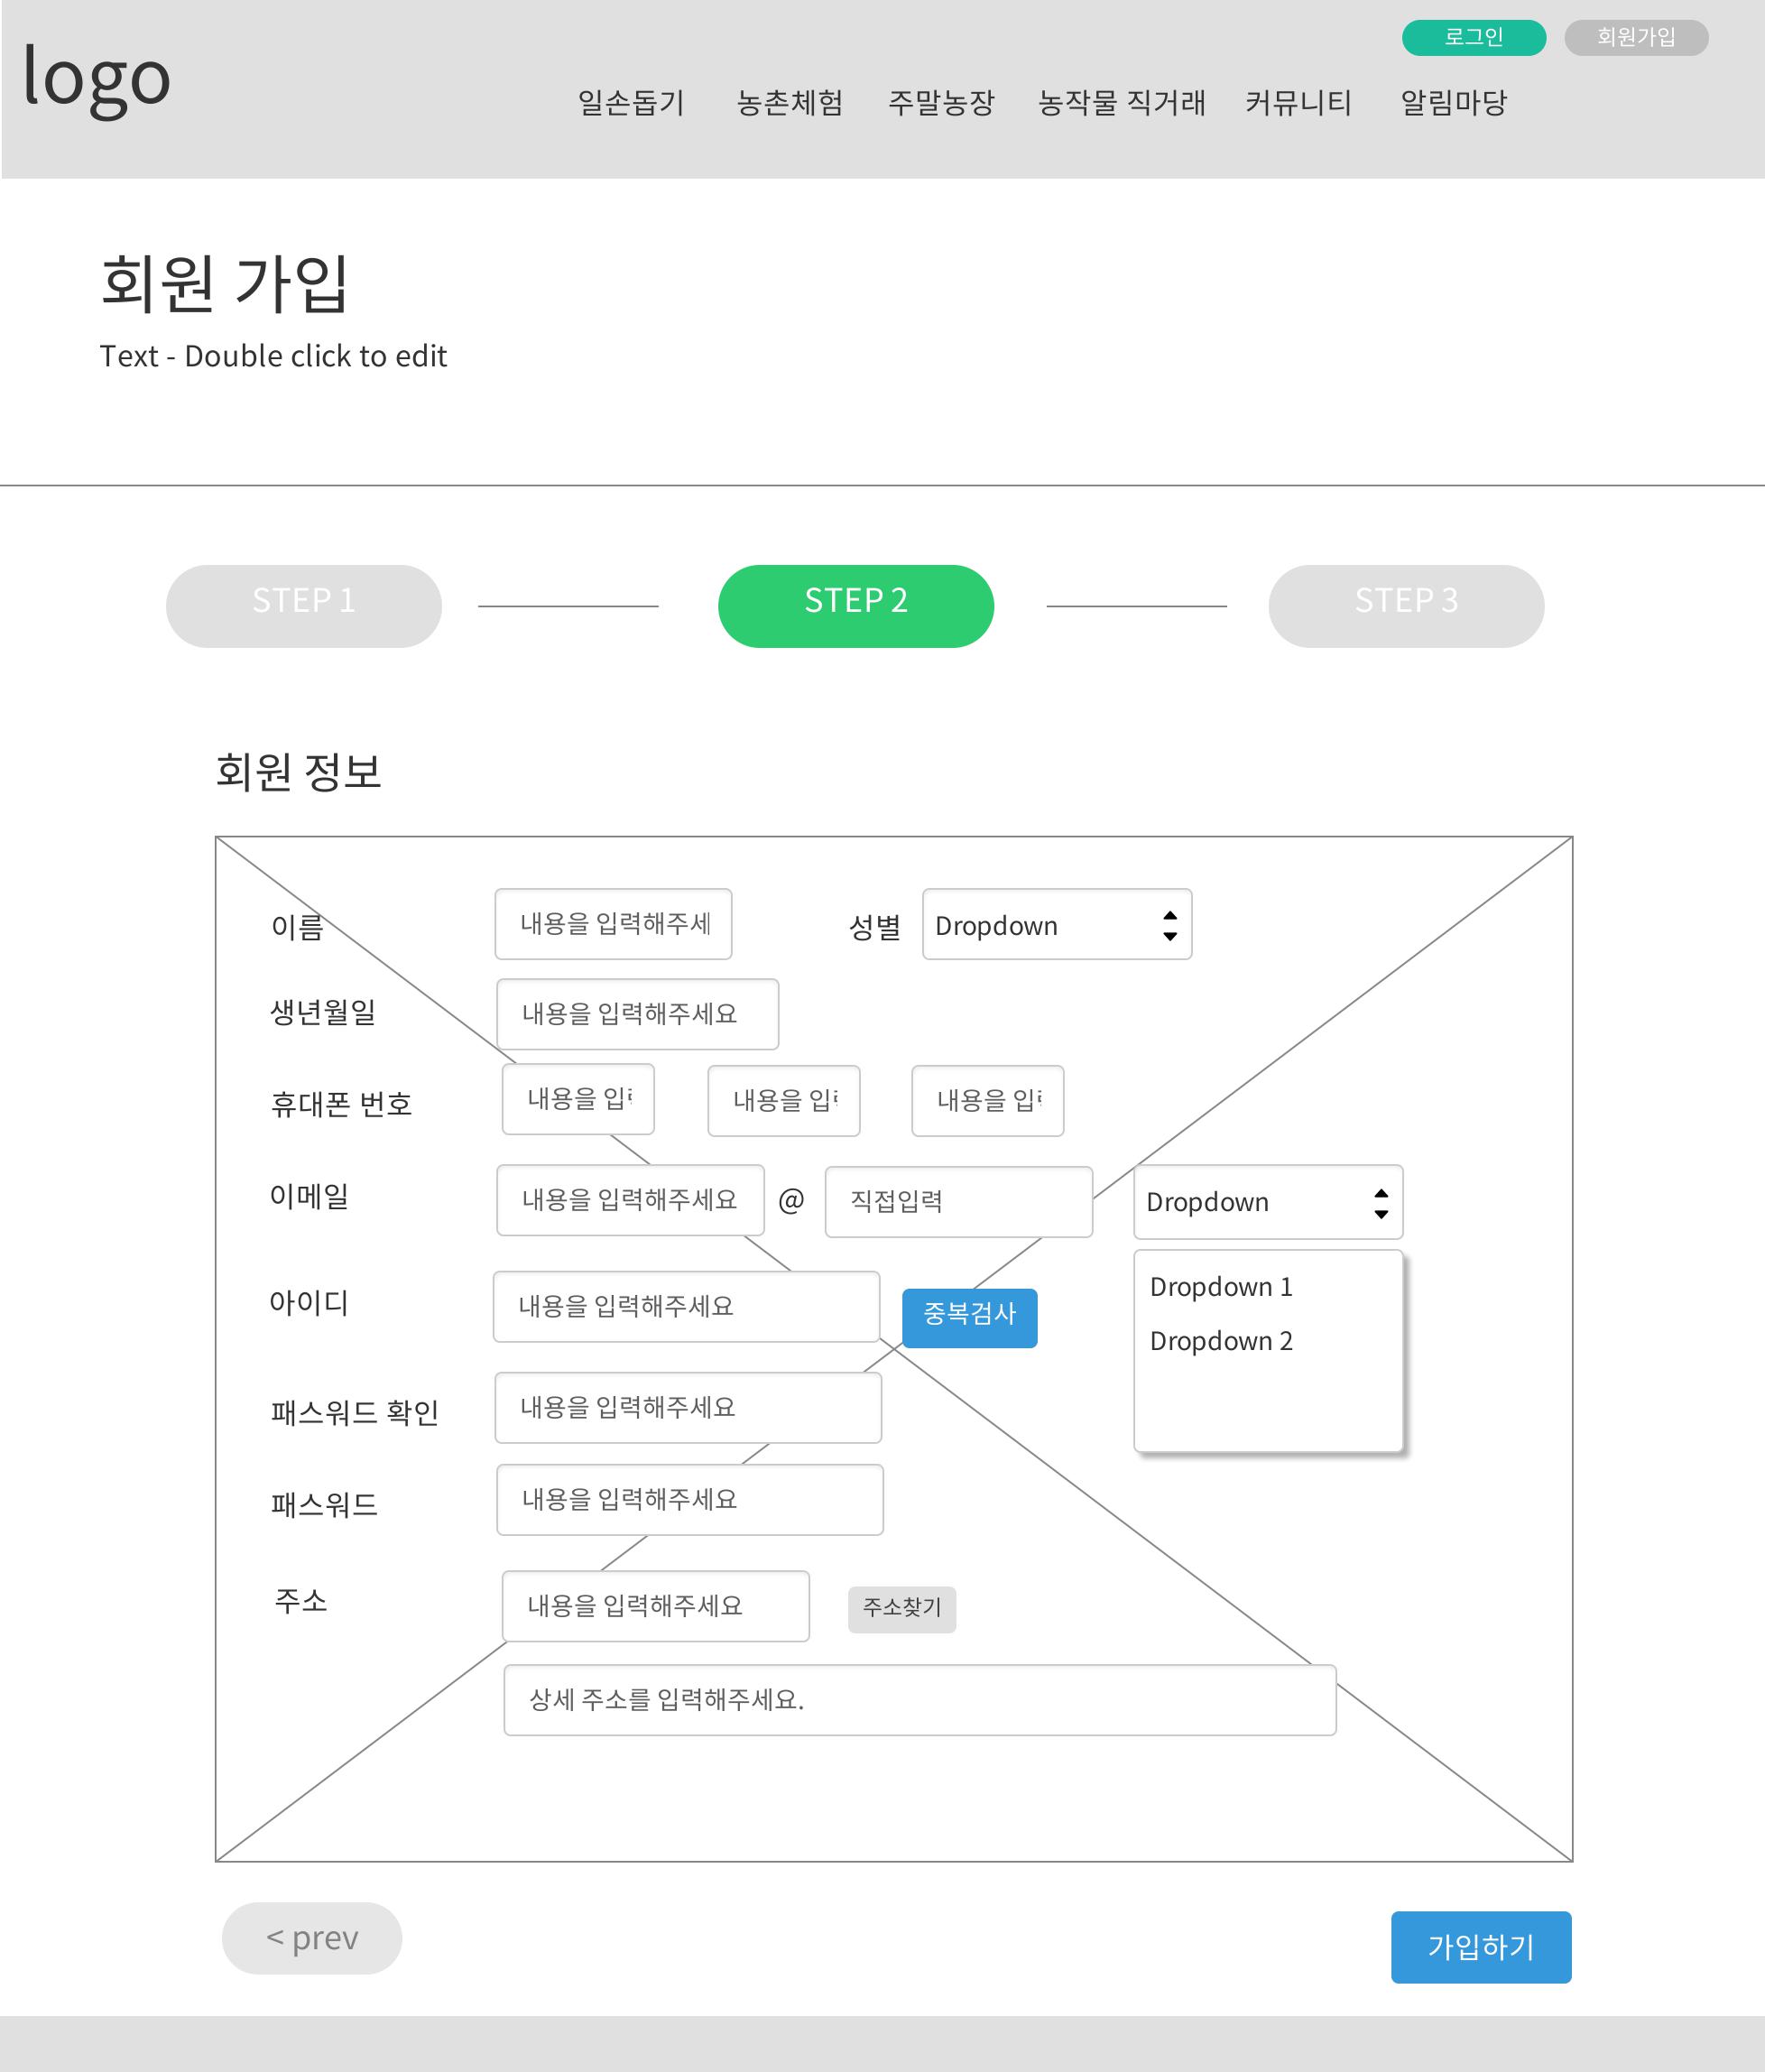 로그인 회원가입
logo
일손돕기 농촌체험 주말농장 농작물 직거래 커뮤니티 알림마당
회원 가입
Text - Double click to edit
STEP 1 STEP 2 STEP 3
회원 정보
이름 내용을 입력해주세 성별 Dropdown
생년월일 내용을 입력해주세요
휴대폰 번호 내용을 내용을 내용을
이메일 내용을 입력해주세요 @ 직접입력 Dropdown
Dropdown 1
아이디 내용을 입력해주세요 중복검사
Dropdown 2
패스워드 확인 내용을 입력해주세요
패스워드 내용을 입력해주세요
주소 내용을 입력해주세요 주소찾기
상세 주소를 입력해주세요.
< prev
가입하기